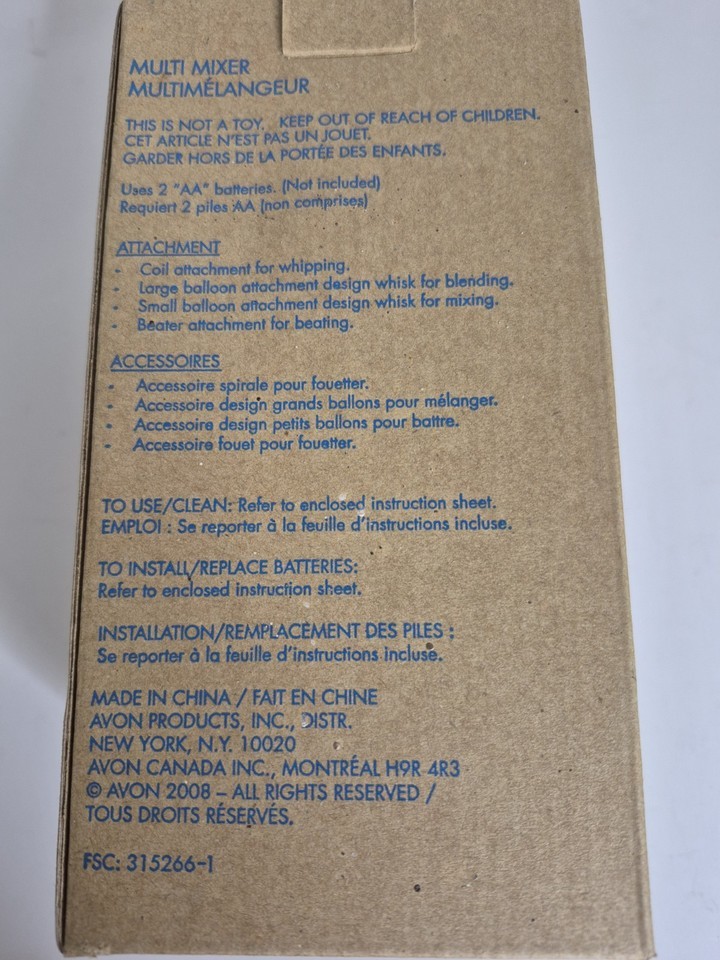 MULTI MIXER
MULTIMÉLANGEUR
THIS IS NOT A TOY. KEEP OUT OF REACH OF CHILDREN.
CET ARTICLE N'EST PAS UN JOUET.
GARDER HORS DE LA PORTÉE DES ENFANTS.
Uses 2 "AA" batteries. (Not included)
Requiert 2 piles AA (non comprises)
ATTACHMENT
- Coil attachment for whipping.
- Large balloon attachment design whisk for blending.
- Small balloon attachment design whisk for mixing.
- Beater attachment for beating.
ACCESSOIRES
- Accessoire spirale pour fouetter.
- Accessoire design grands ballons pour mélanger.
- Accessoire design petits ballons pour battre.
- Accessoire fouet pour fouetter.
TO USE/CLEAN: Refer to enclosed instruction sheet.
EMPLOI : Se reporter à la feuille d'instructions incluse.
TO INSTALL/REPLACE BATTERIES:
Refer to enclosed instruction sheet.
INSTALLATION/REMPLACEMENT DES PILES :
Se reporter à la feuille d'instructions incluse.
MADE IN CHINA / FAIT EN CHINE
AVON PRODUCTS, INC., DISTR.
NEW YORK, N.Y. 10020
AVON CANADA INC., MONTRÉAL H9R 4R3
© AVON 2008 – ALL RIGHTS RESERVED /
TOUS DROITS RÉSERVÉS.
FSC: 315266-1